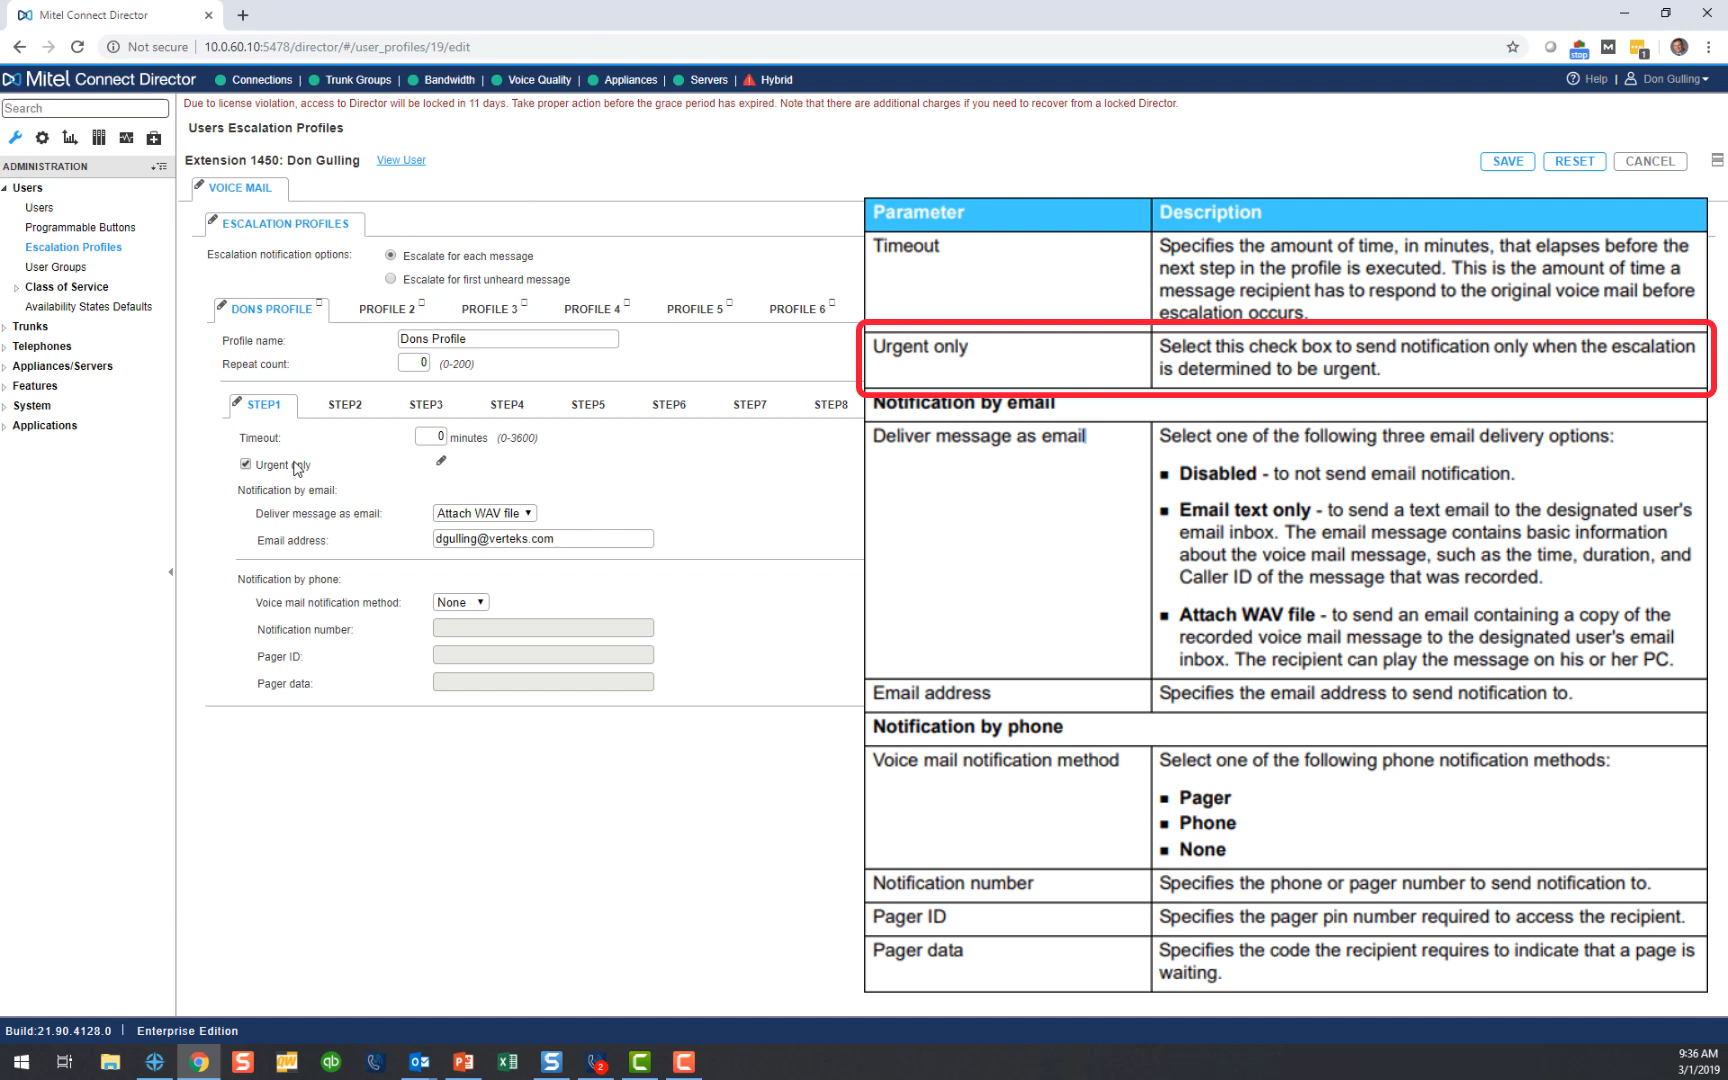 Mitel Connect Director
Not secure
10.0.60.10:5478/director/#/user_profiles/19/edit
stop
M
1
Mitel Connect Director
Connections | Trunk Groups | Bandwidth | Voice Quality | Appliances | Servers | Hybrid
Help | Don Gulling
Search
Due to license violation, access to Director will be locked in 11 days. Take proper action before the grace period has expired. Note that there are additional charges if you need to recover from a locked Director.
Users Escalation Profiles
Extension 1450: Don Gulling View User
SAVE RESET CANCEL
ADMINISTRATION
Users
Users
Programmable Buttons
Escalation Profiles
User Groups
Class of Service
Availability States Defaults
Trunks
Telephones
Appliances/Servers
Features
System
Applications
VOICE MAIL
ESCALATION PROFILES
Escalation notification options:
Escalate for each message
Escalate for first unheard message
DONS PROFILE PROFILE 2 PROFILE 3 PROFILE 4 PROFILE 5 PROFILE 6
Profile name: Dons Profile
Repeat count: 0 (0-200)
STEP1 STEP2 STEP3 STEP4 STEP5 STEP6 STEP7 STEP8
Timeout: 0 minutes (0-3600)
Urgent only
Notification by email:
Deliver message as email: Attach WAV file
Email address: dgulling@verteks.com
Notification by phone:
Voice mail notification method: None
Notification number:
Pager ID:
Pager data:
Parameter Description
Timeout Specifies the amount of time, in minutes, that elapses before the
next step in the profile is executed. This is the amount of time a
message recipient has to respond to the original voice mail before
escalation occurs.
Urgent only Select this check box to send notification only when the escalation
is determined to be urgent.
Notification by email
Deliver message as email Select one of the following three email delivery options:
■ Disabled - to not send email notification.
■ Email text only - to send a text email to the designated user's
email inbox. The email message contains basic information
about the voice mail message, such as the time, duration, and
Caller ID of the message that was recorded.
■ Attach WAV file - to send an email containing a copy of the
recorded voice mail message to the designated user's email
inbox. The recipient can play the message on his or her PC.
Email address Specifies the email address to send notification to.
Notification by phone
Voice mail notification method Select one of the following phone notification methods:
■ Pager
■ Phone
■ None
Notification number Specifies the phone or pager number to send notification to.
Pager ID Specifies the pager pin number required to access the recipient.
Pager data Specifies the code the recipient requires to indicate that a page is
waiting.
Build:21.90.4128.0 | Enterprise Edition
9:36 AM
3/1/2019